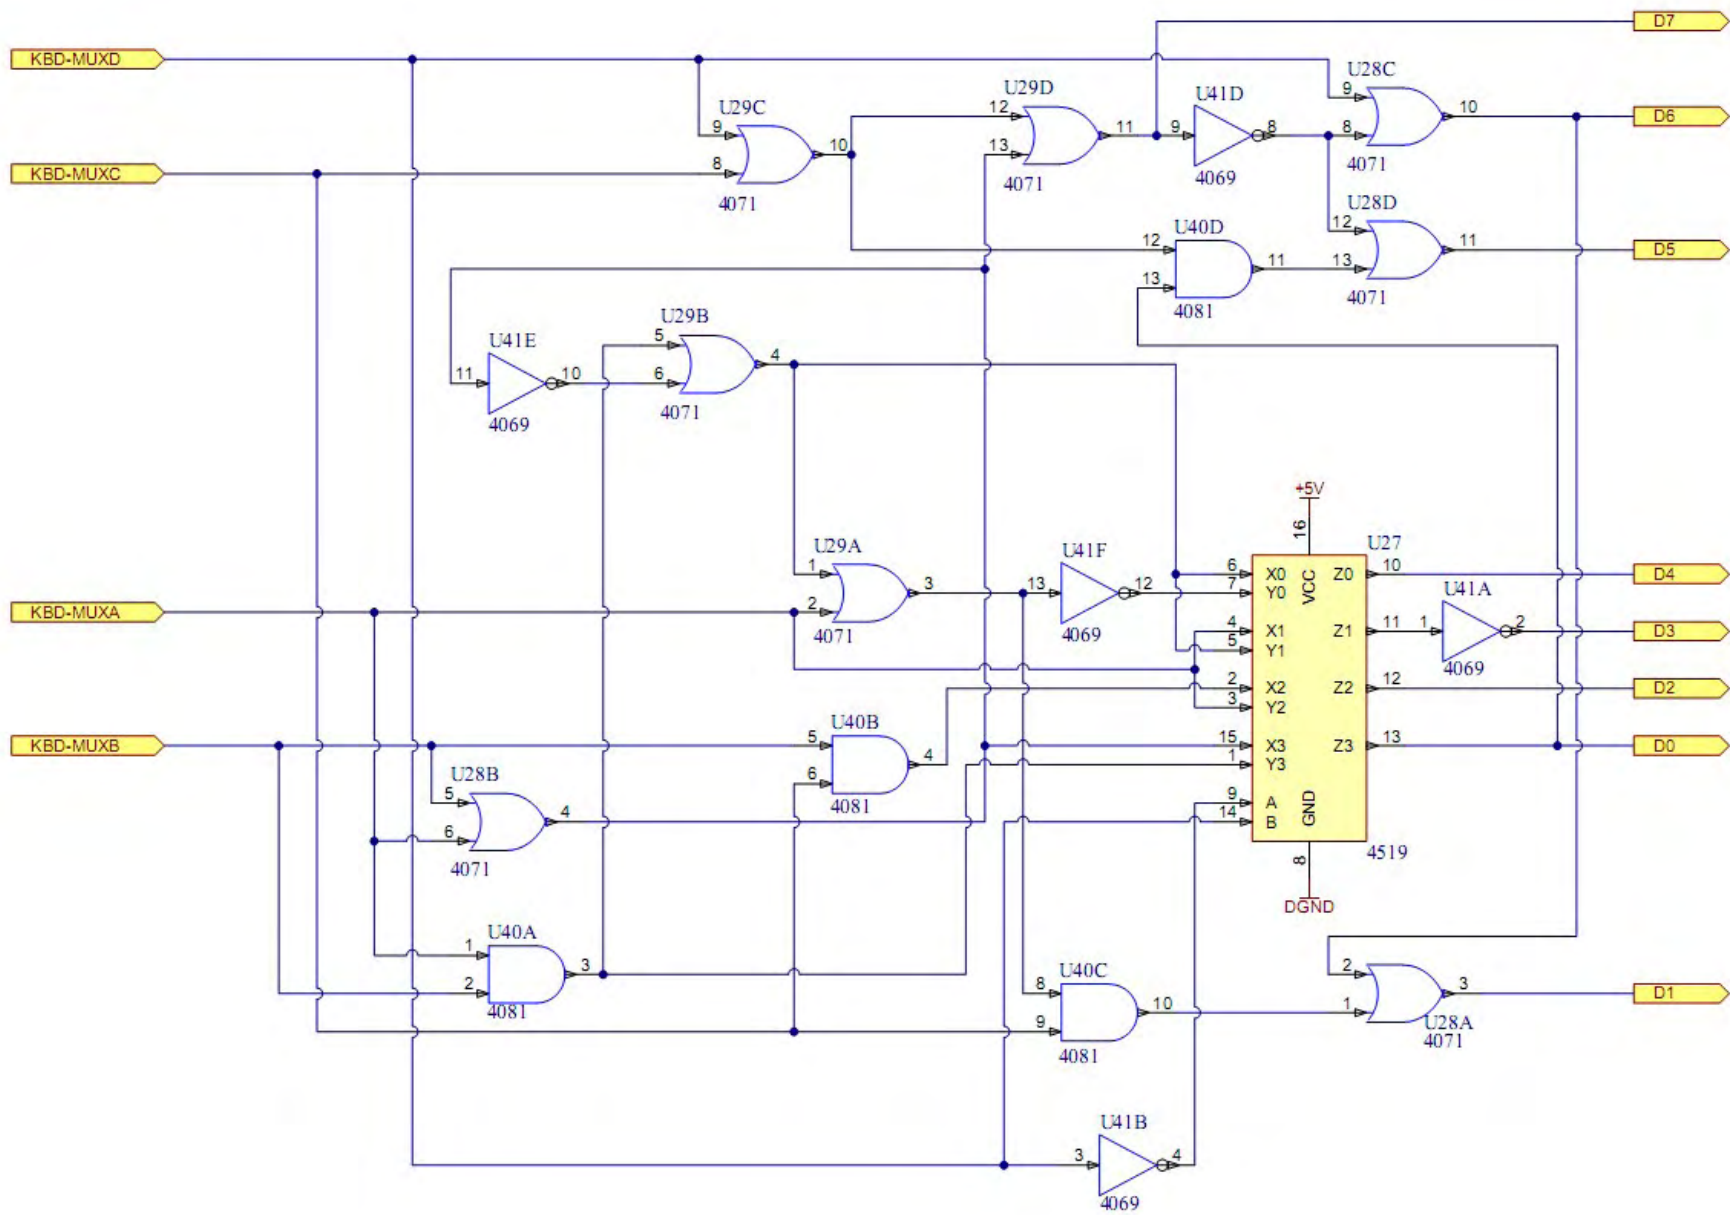 D7
KBD-MUXD
U28C
U29D
U41D
9
10
D6
12
U29C
11
9
8
8
9
10
13
4071
4069
4071
KBD-MUXC
8
4071
U28D
4071
U40D
12
12
11
D5
11
13
13
4071
4081
U29B
5
U41E
4
11
10
6
4069
4071
+5V
16
U27
U29A
U41F
1
6
X0
VCC
Z0
10
D4
3
13
12
7
Y0
U41A
KBD-MUXA
2
4071
4069
4
X1
Z1
11
1
2
D3
5
Y1
4069
2
X2
Z2
12
D2
3
Y2
U40B
KBD-MUXB
5
15
X3
Z3
13
D0
4
1
Y3
6
U28B
4081
5
9
A
GND
4
14
B
6
4071
4519
8
DGND
U40A
1
3
U40C
2
2
8
3
D1
4081
10
1
9
U28A
4081
4071
U41B
3
4
4069